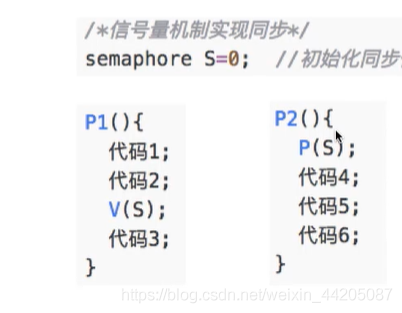 /*信号量机制实现同步*/
semaphore S=0; //初始化同步
P1(){
代码1;
代码2;
V(S);
代码3;
}
P2(){
P(S);
代码4;
代码5;
代码6;
}
https://blog.csdn.net/weixin_44205087